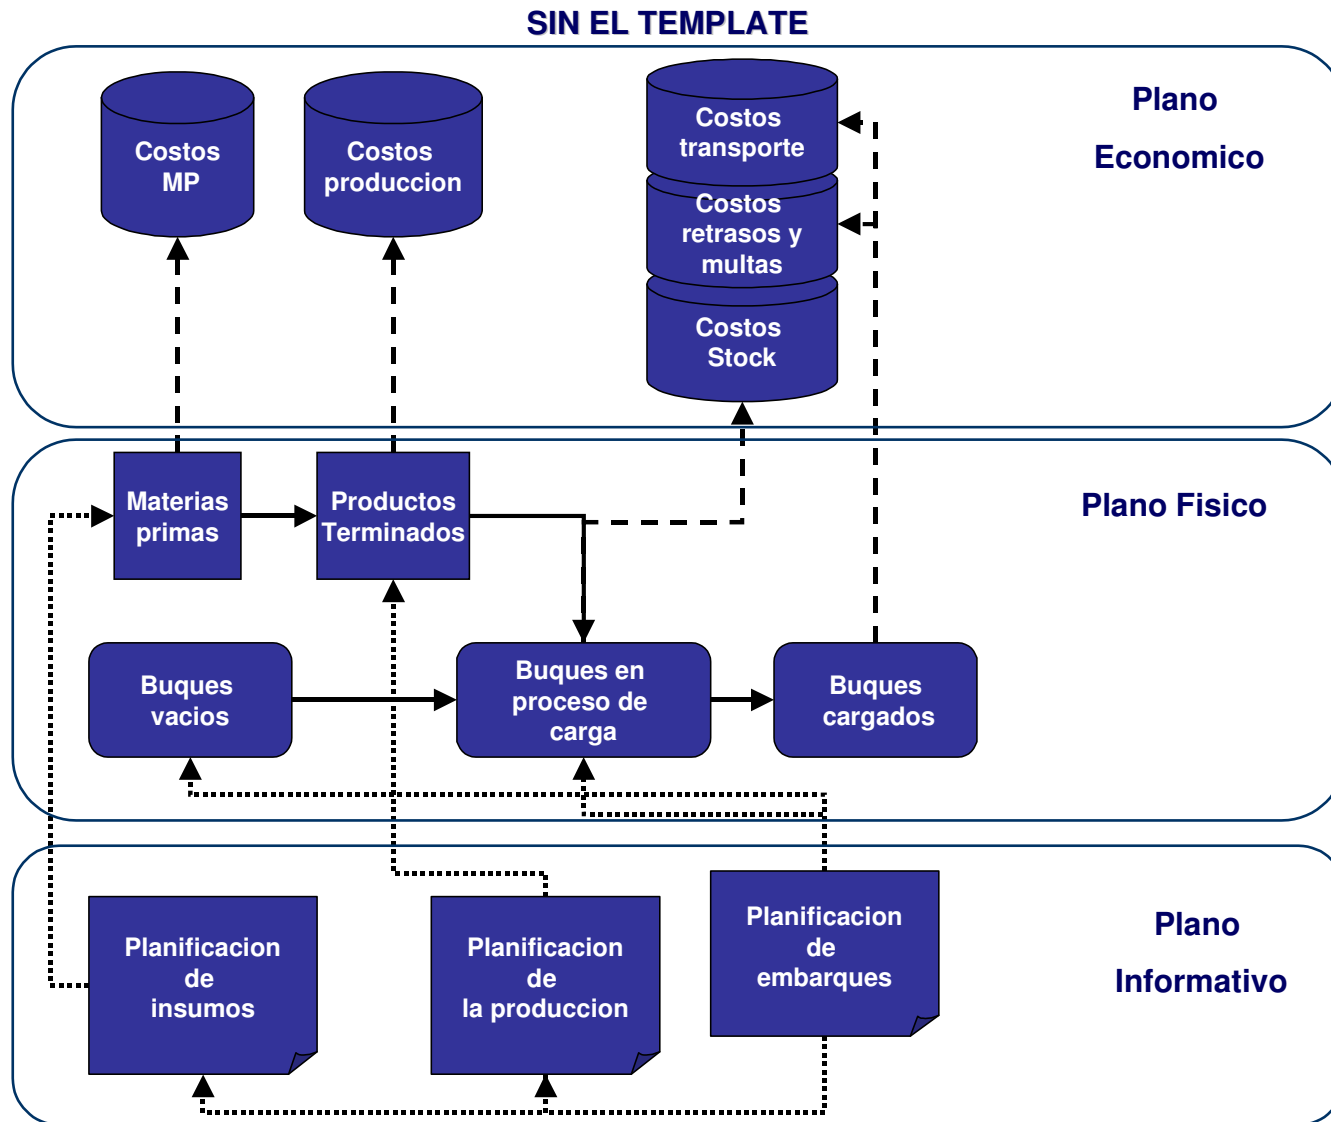 SIN EL TEMPLATE
Plano
Economico
Costos
MP
Costos
produccion
Costos
transporte
Costos
retrasos y
multas
Costos
Stock
Plano Fisico
Materias
primas
Productos
Terminados
Buques
vacios
Buques en
proceso de
carga
Buques
cargados
Plano
Informativo
Planificacion
de
insumos
Planificacion
de
la produccion
Planificacion
de
embarques